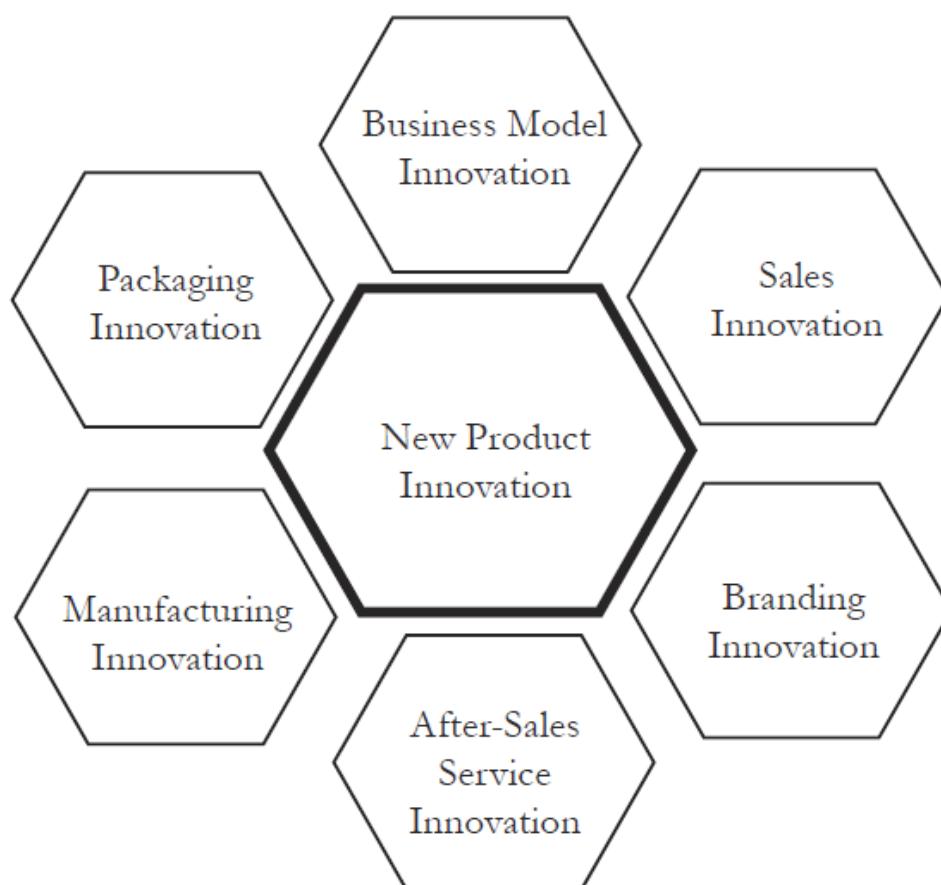 Business Model
Innovation
Packaging
Innovation
Sales
Innovation
New Product
Innovation
Manufacturing
Innovation
Branding
Innovation
After-Sales
Service
Innovation